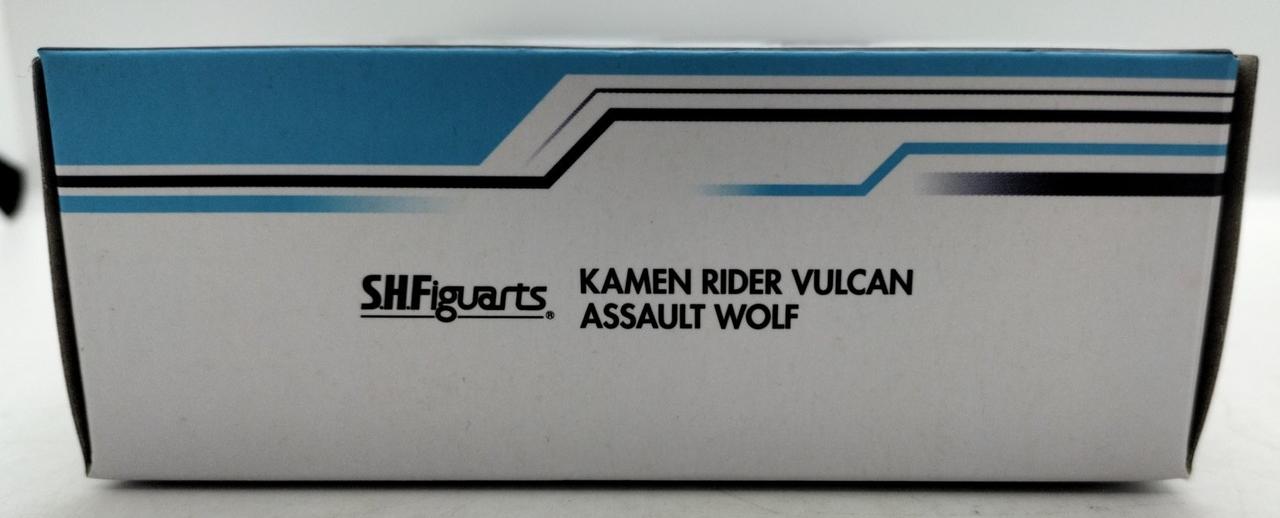 S.H.Figuarts®
KAMEN RIDER VULCAN
ASSAULT WOLF